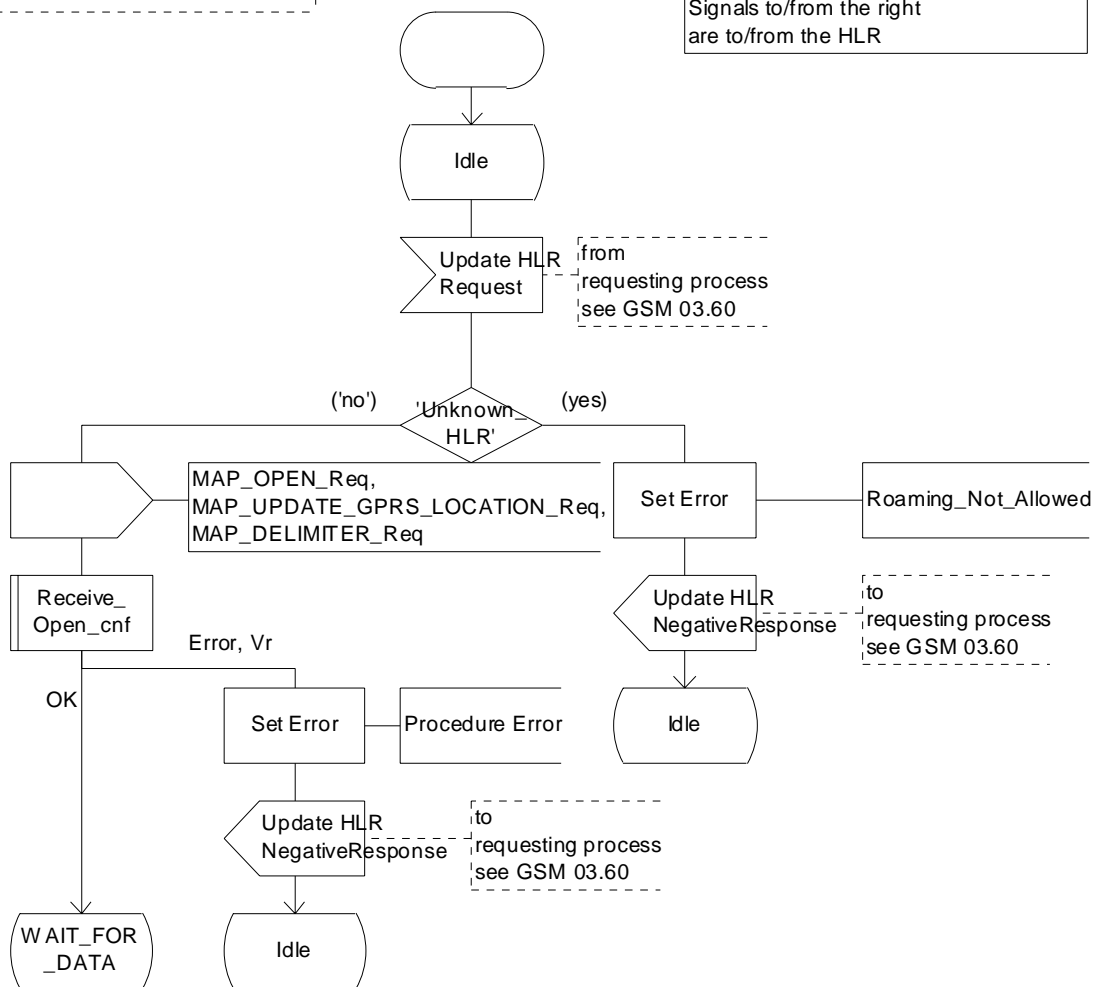 Signals to/from the right
are to/from the HLR
Idle
Update HLR
Request
from
requesting process
see GSM 03.60
('no')
'Unknown_
HLR'
(yes)
MAP_OPEN_Req,
MAP_UPDATE_GPRS_LOCATION_Req,
MAP_DELIMITER_Req
Set Error
Roaming_Not_Allowed
Receive_
Open_cnf
Update HLR
NegativeResponse
to
requesting process
see GSM 03.60
Error, Vr
OK
Set Error
Procedure Error
Idle
Update HLR
NegativeResponse
to
requesting process
see GSM 03.60
WAIT_FOR
_DATA
Idle